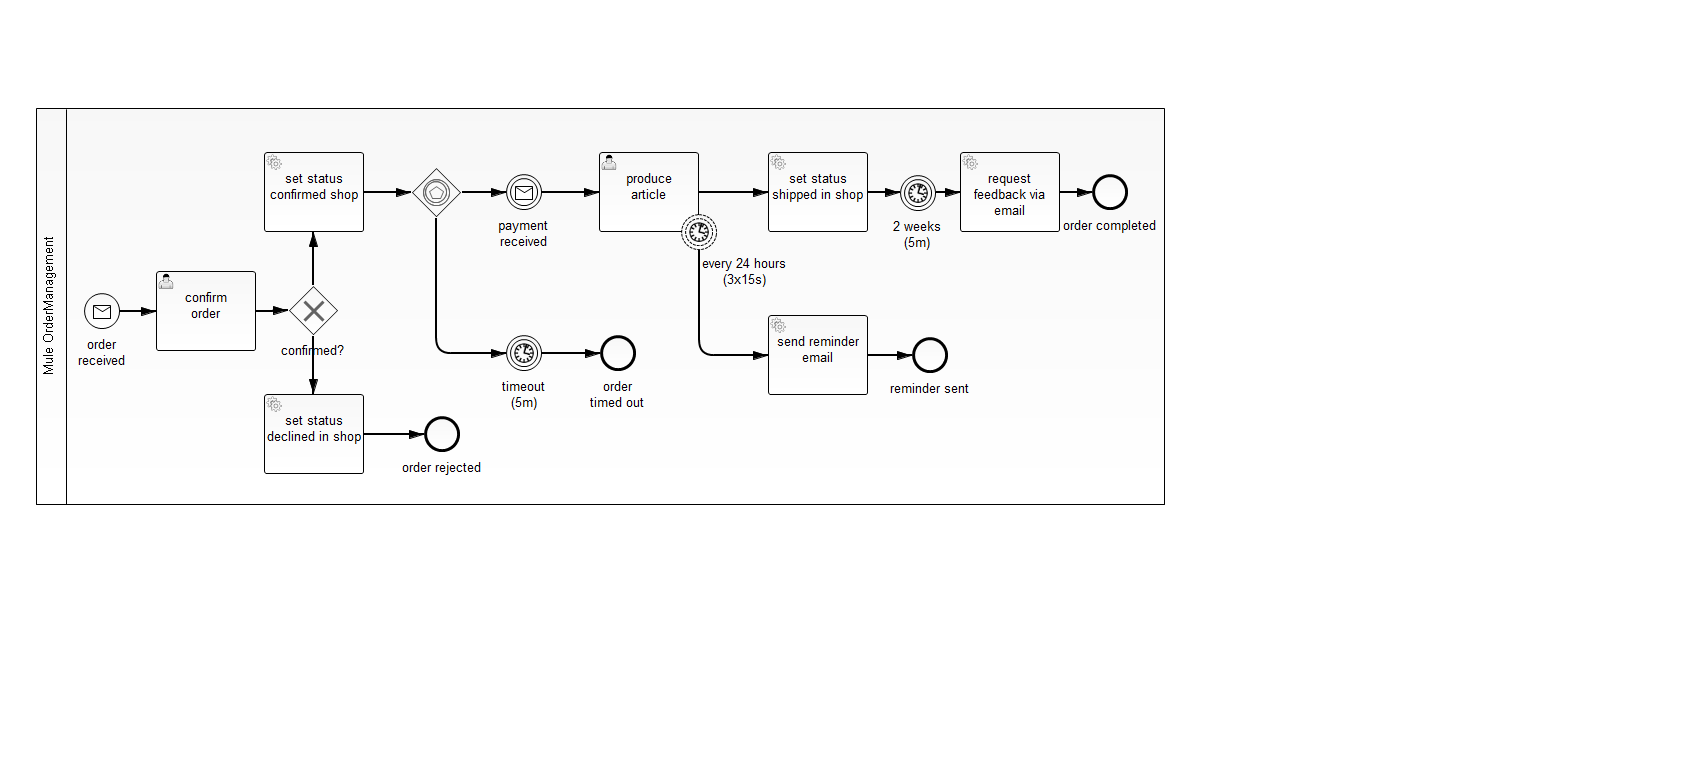 Mule OrderManagement
order
received
confirm
order
confirmed?
set status
confirmed shop
set status
declined in shop
order rejected
payment
received
timeout
(5m)
order
timed out
produce
article
every 24 hours
(3x15s)
set status
shipped in shop
2 weeks
(5m)
request
feedback via
email
order completed
send reminder
email
reminder sent